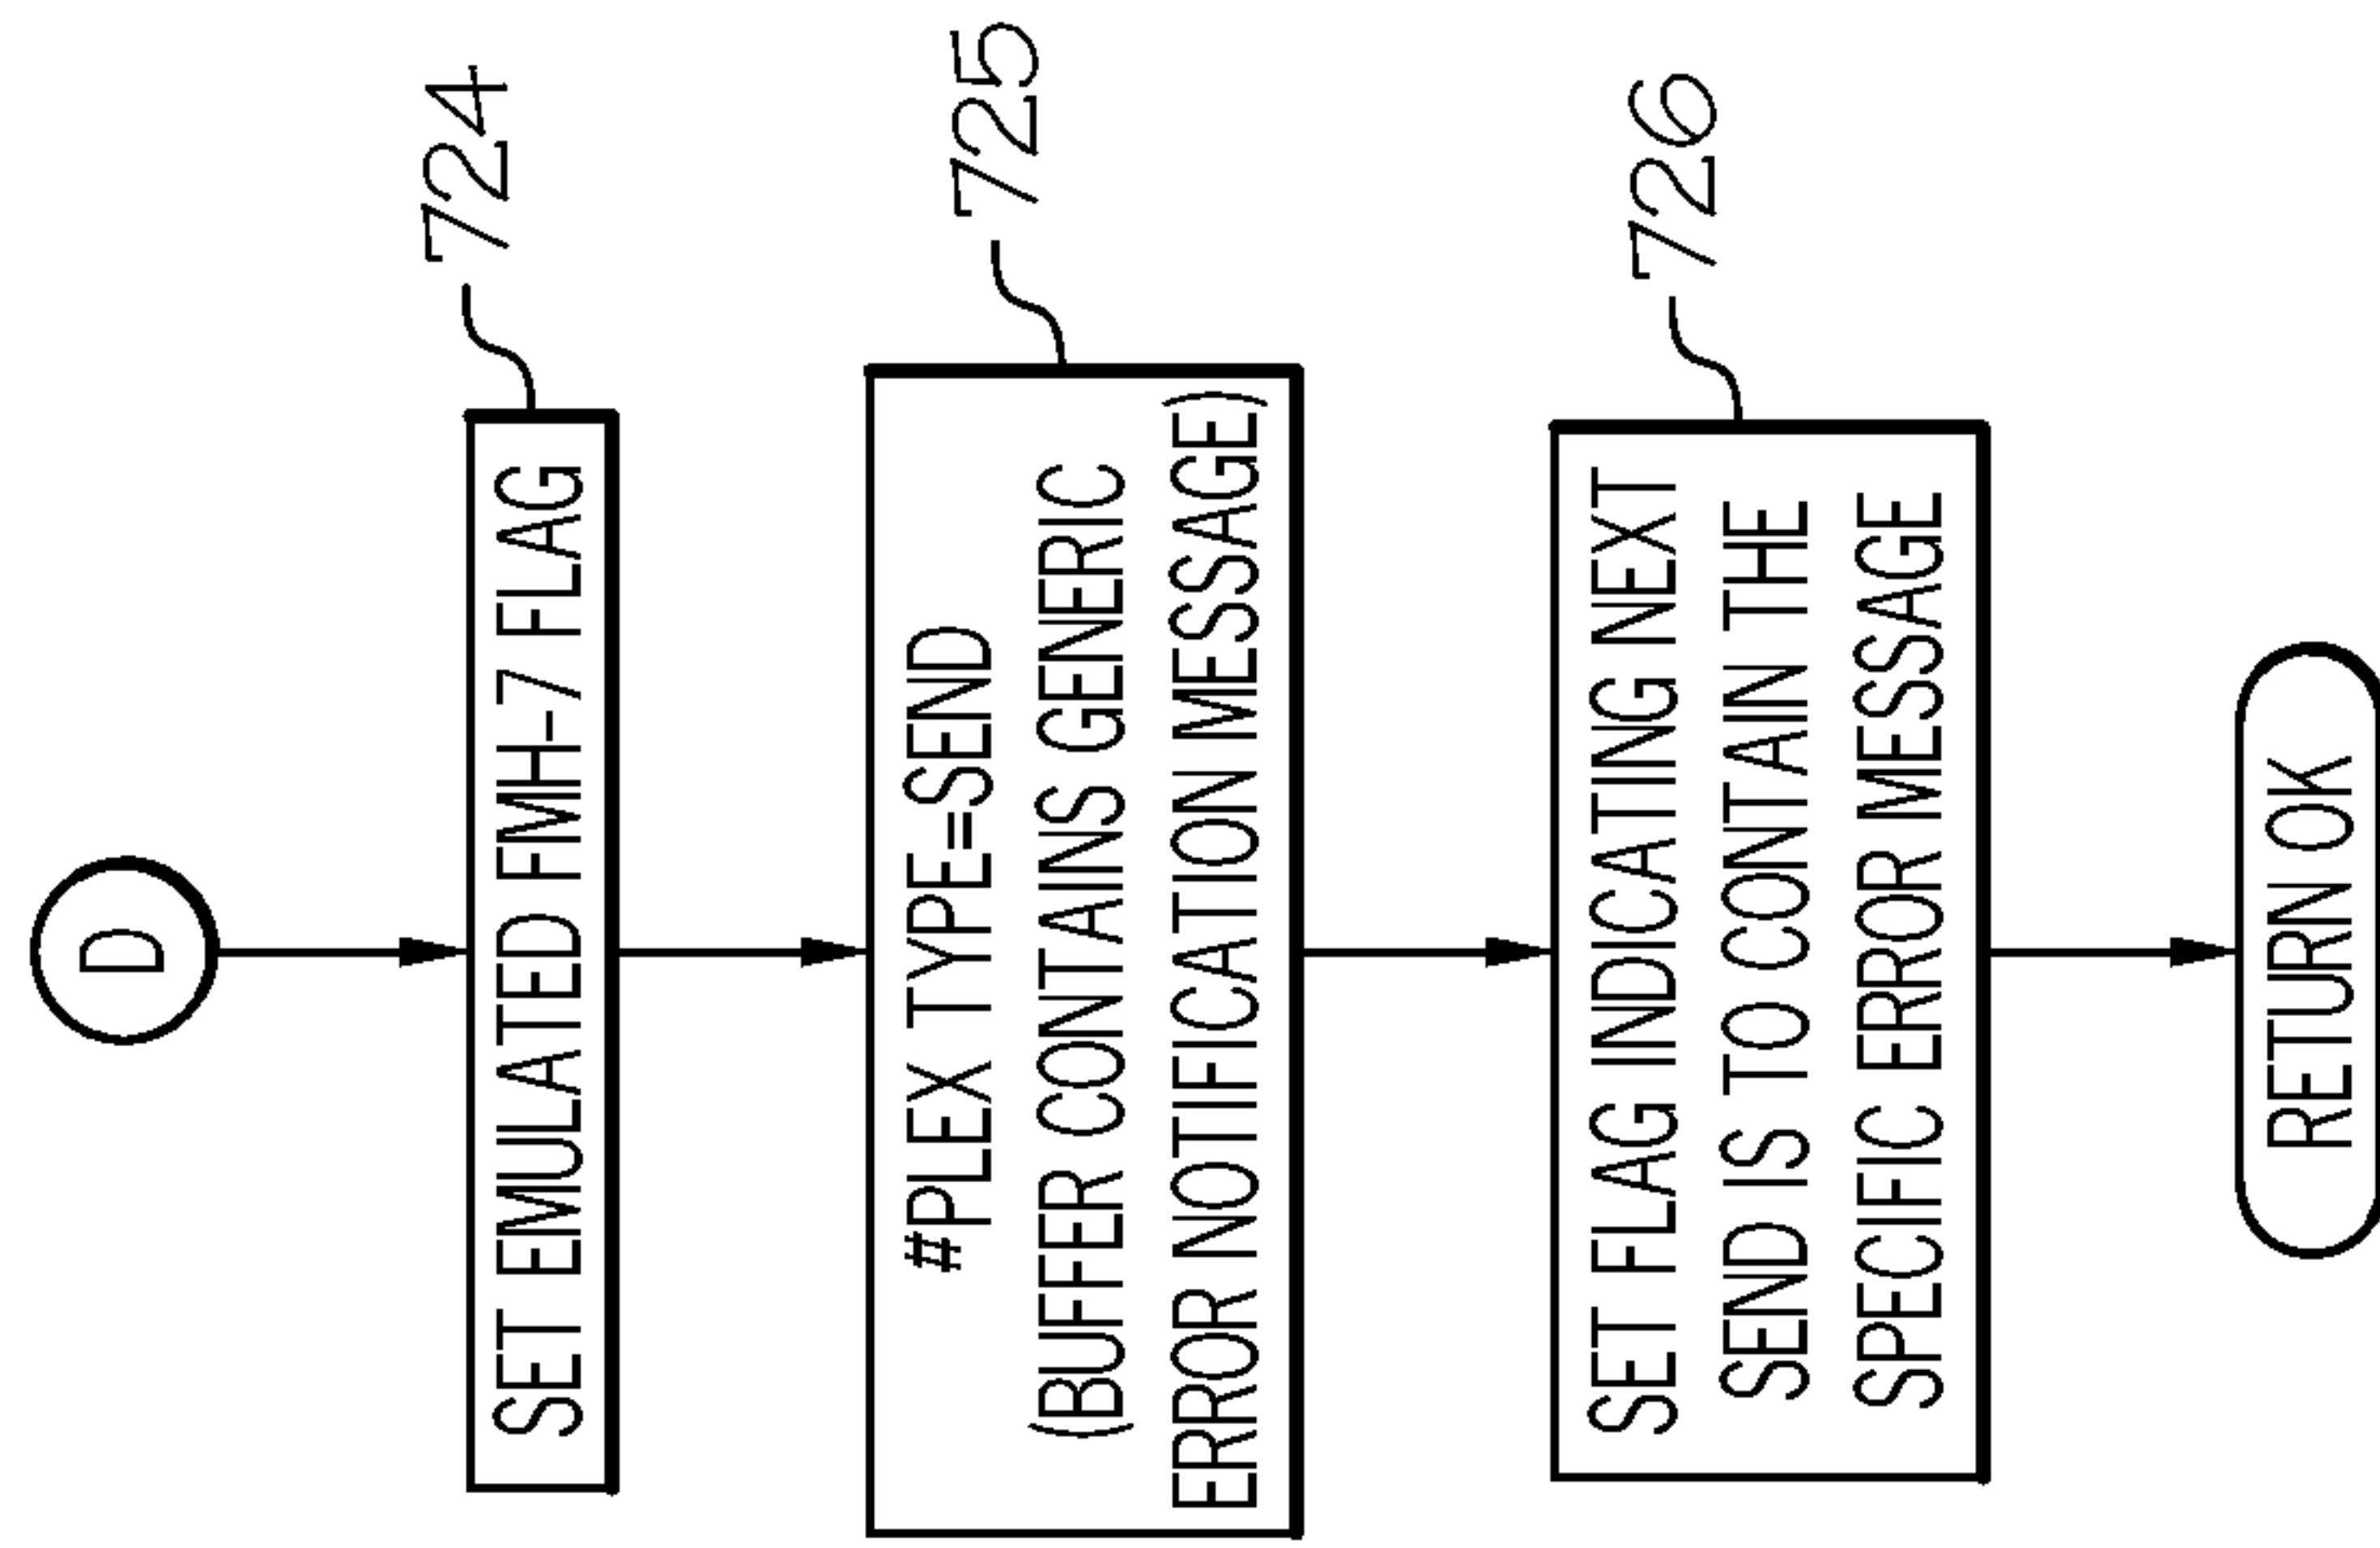 D
724
SET EMULATED FMH-7 FLAG
725
#PLEX TYPE=SEND
(BUFFER CONTAINS GENERIC
ERROR NOTIFICATION MESSAGE)
726
SET FLAG INDICATING NEXT
SEND IS TO CONTAIN THE
SPECIFIC ERROR MESSAGE
RETURN OK